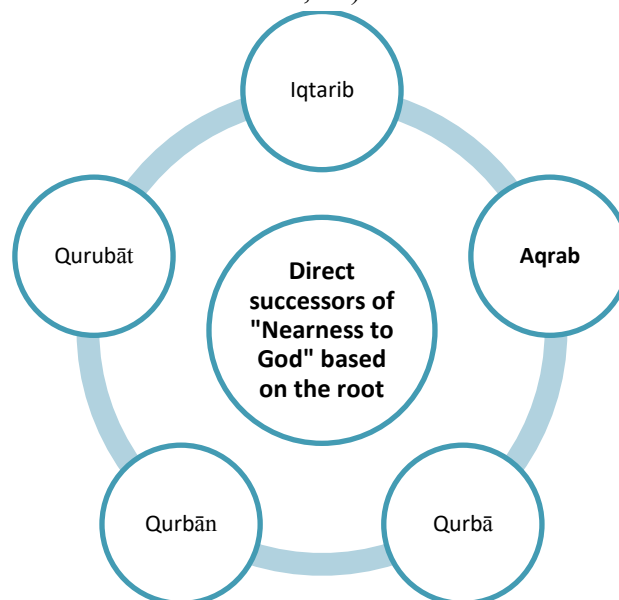 Iqtarib
Aqrab
Qurbā
Qurbān
Qurubāt
Direct
successors of
"Nearness to
God" based
on the root